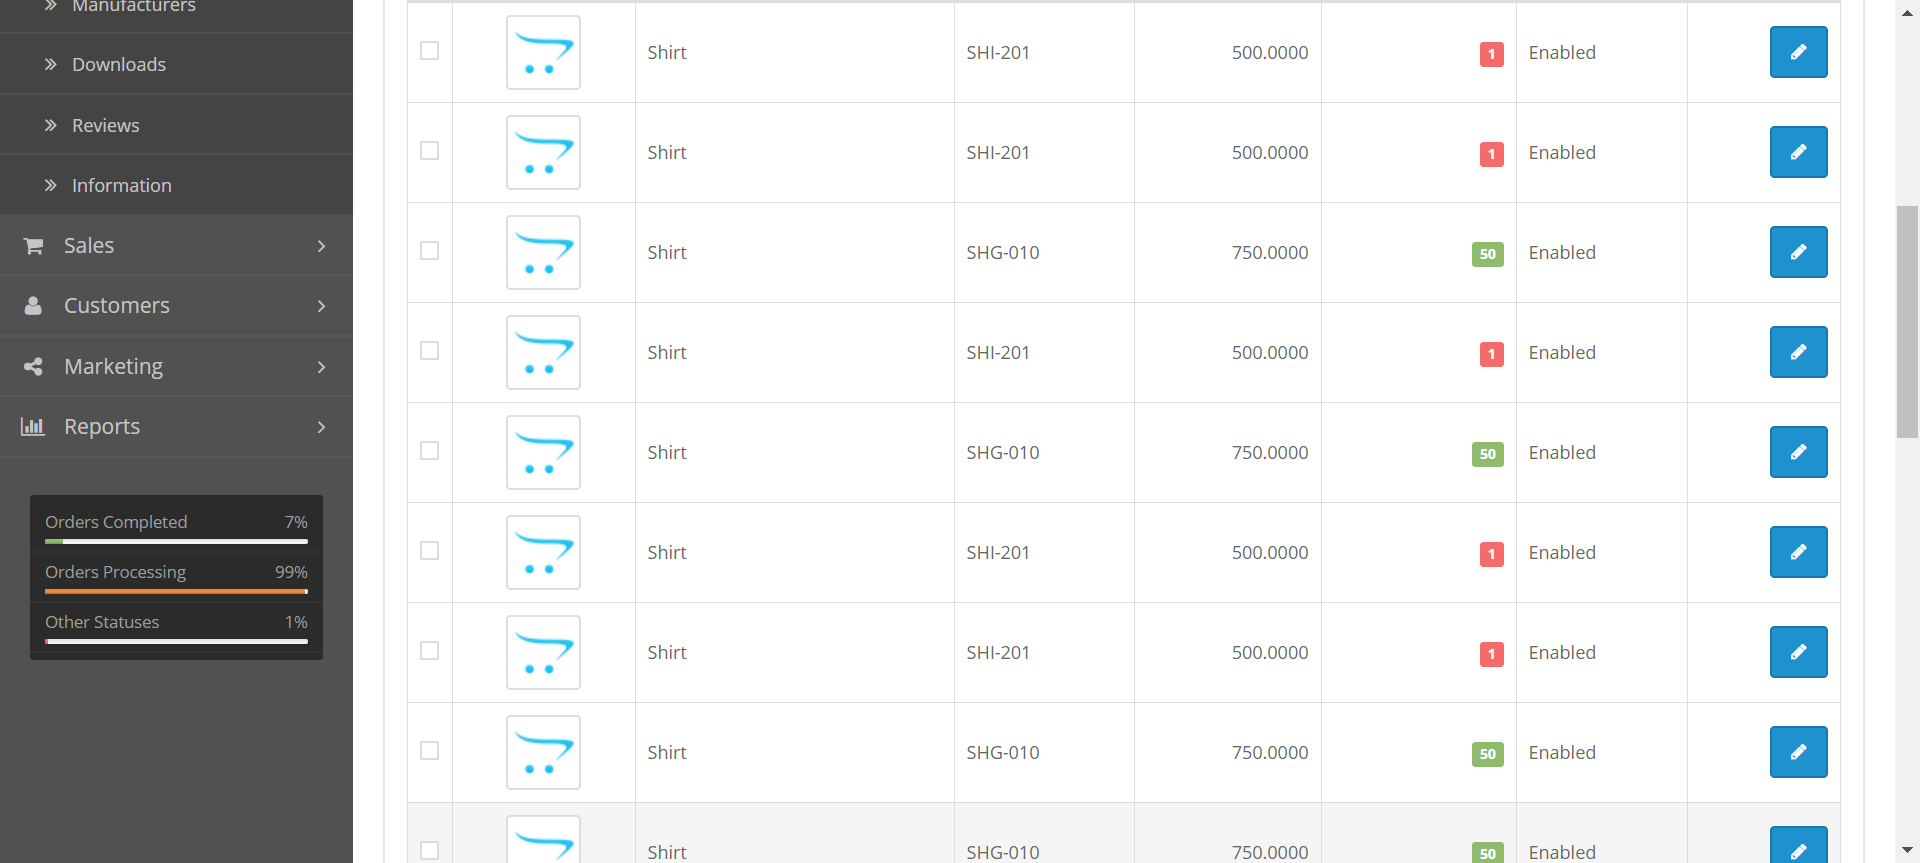 Manufacturers
Downloads
Reviews
Information
Sales
Customers
Marketing
Reports
Orders Completed 7%
Orders Processing 99%
Other Statuses 1%
Shirt SHI-201 500.0000 1 Enabled
Shirt SHI-201 500.0000 1 Enabled
Shirt SHG-010 750.0000 50 Enabled
Shirt SHI-201 500.0000 1 Enabled
Shirt SHG-010 750.0000 50 Enabled
Shirt SHI-201 500.0000 1 Enabled
Shirt SHI-201 500.0000 1 Enabled
Shirt SHG-010 750.0000 50 Enabled
Shirt SHG-010 750.0000 50 Enabled